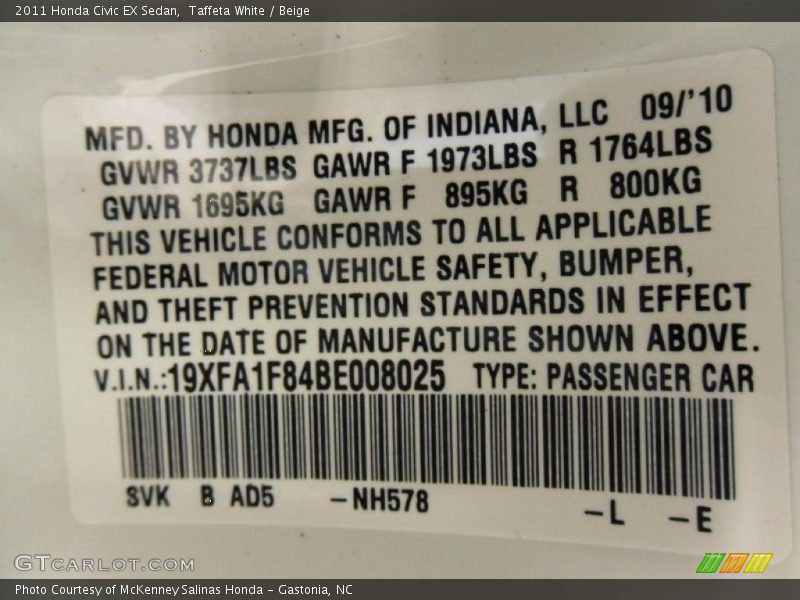 2011 Honda Civic EX Sedan, Taffeta White / Beige
MFD. BY HONDA MFG. OF INDIANA, LLC 09/'10
GVWR 3737LBS GAWR F 1973LBS R 1764LBS
GVWR 1695KG GAWR F 895KG R 800KG
THIS VEHICLE CONFORMS TO ALL APPLICABLE
FEDERAL MOTOR VEHICLE SAFETY, BUMPER,
AND THEFT PREVENTION STANDARDS IN EFFECT
ON THE DATE OF MANUFACTURE SHOWN ABOVE.
V.I.N.:19XFA1F84BE008025 TYPE: PASSENGER CAR
SVK B AD5 -NH578 -L -E
GTCARLOT.COM
Photo Courtesy of McKenney Salinas Honda - Gastonia, NC